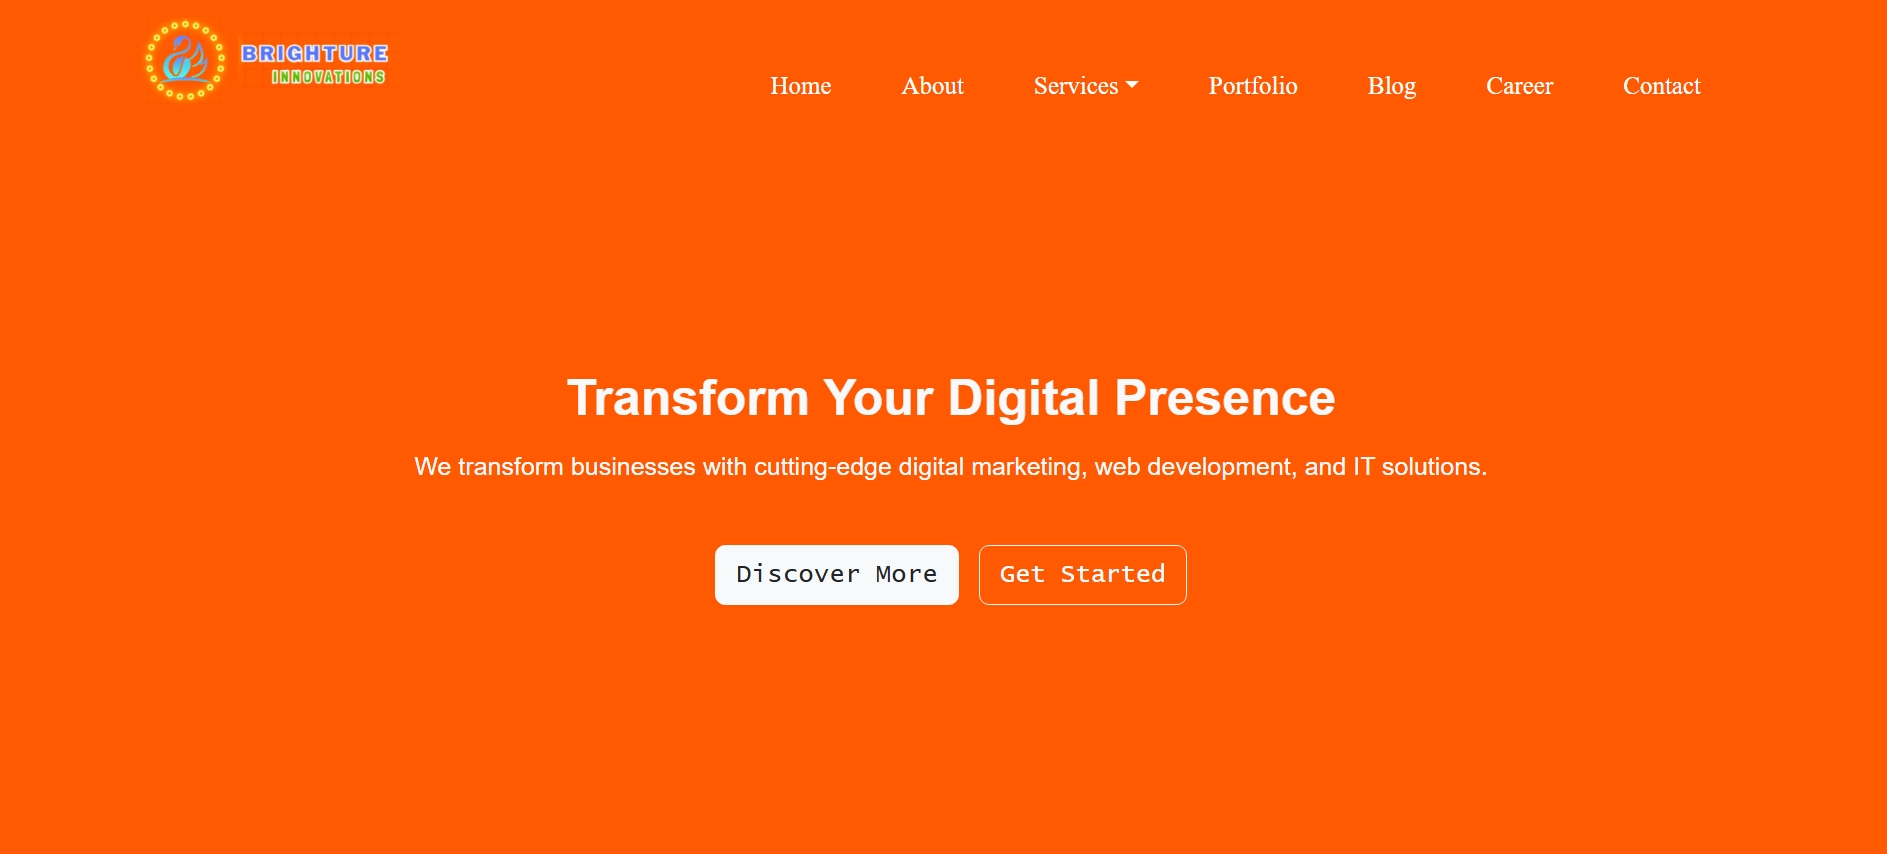 BRIGHTURE
INNOVATIONS
Home About Services Portfolio Blog Career Contact
Transform Your Digital Presence
We transform businesses with cutting-edge digital marketing, web development, and IT solutions.
Discover More Get Started